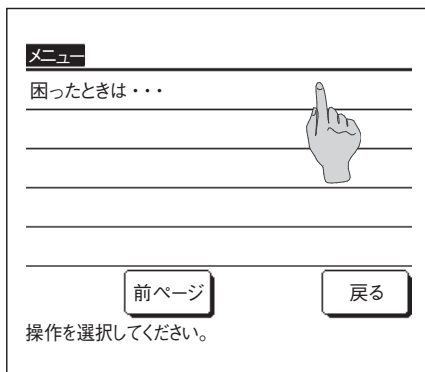 メニュー
困ったときは・・・
前ページ 戻る
操作を選択してください。